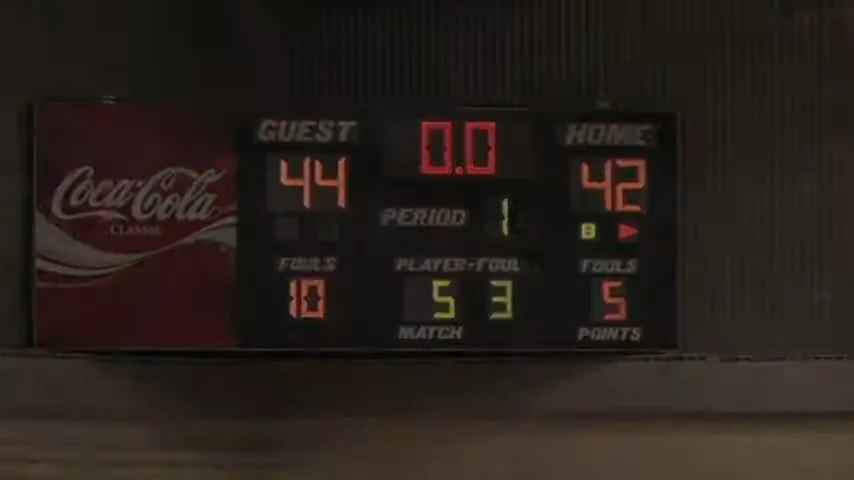 GUEST 0.0 HOME
44 42
Coca-Cola
CLASSIC
PERIOD 1 B
FOULS PLAYER-FOUL FOULS
10 5 3 5
MATCH POINTS